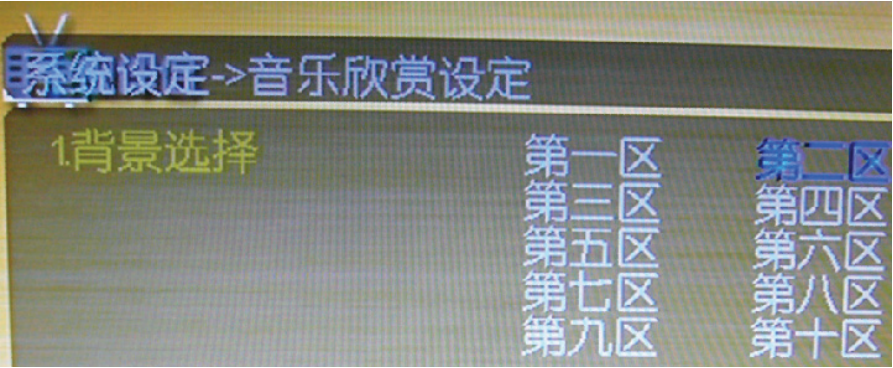 系统设定->音乐欣赏设定
1.背景选择 第一区 第二区
第三区 第四区
第五区 第六区
第七区 第八区
第九区 第十区